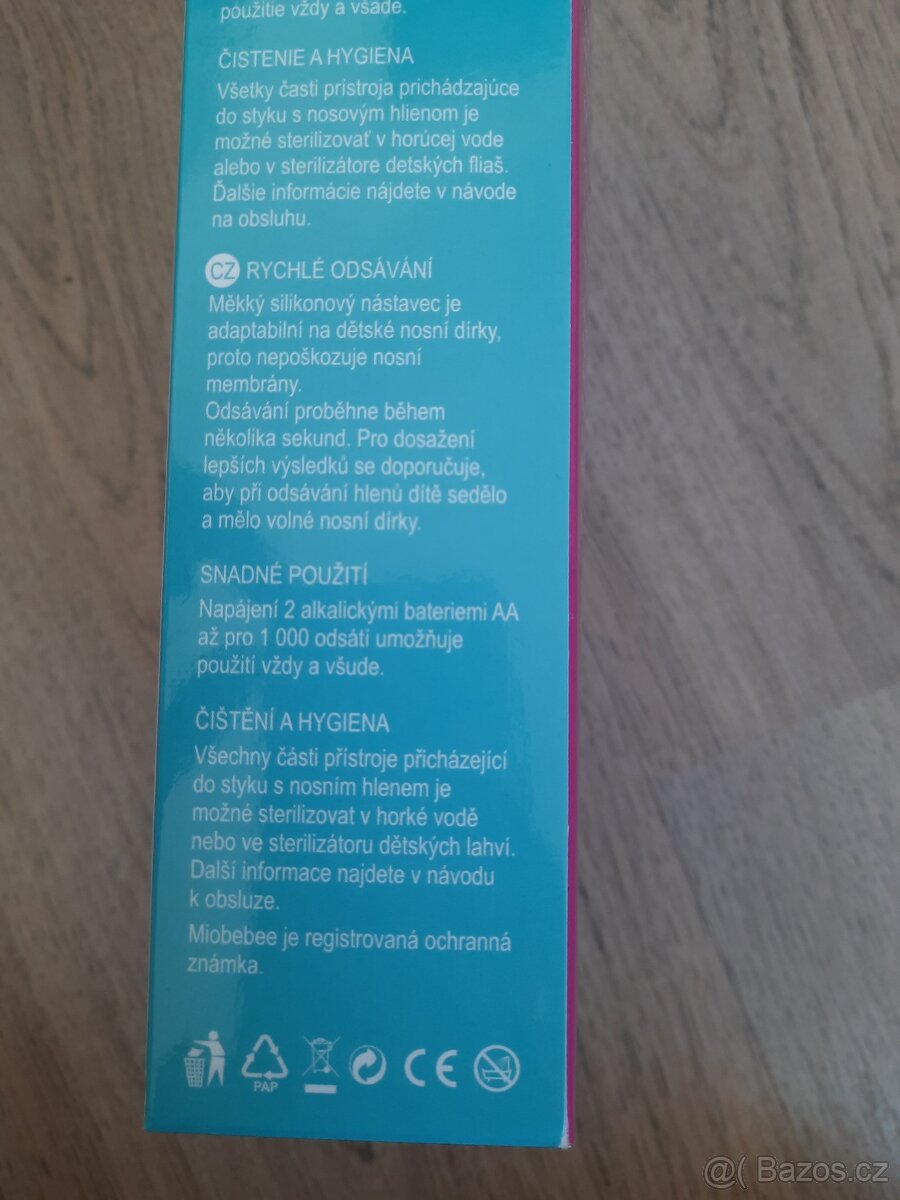 použitie vždy a všade.
ČISTENIE A HYGIENA
Všetky časti prístroja prichádzajúce
do styku s nosovým hlienom je
možné sterilizovať v horúcej vode
alebo v sterilizátore detských fliaš.
Ďalšie informácie nájdete v návode
na obsluhu.
CZ RYCHLÉ ODSÁVÁNÍ
Měkký silikonový nástavec je
adaptabilní na dětské nosní dírky,
proto nepoškozuje nosní
membrány.
Odsávání proběhne během
několika sekund. Pro dosažení
lepších výsledků se doporučuje,
aby při odsávání hlenů dítě sedělo
a mělo volné nosní dírky.
SNADNÉ POUŽITÍ
Napájení 2 alkalickými bateriemi AA
až pro 1 000 odsátí umožňuje
použití vždy a všude.
ČIŠTĚNÍ A HYGIENA
Všechny části přístroje přicházející
do styku s nosním hlenem je
možné sterilizovat v horké vodě
nebo ve sterilizátoru dětských lahví.
Další informace najdete v návodu
k obsluze.
Miobebee je registrovaná ochranná
známka.
PAP
CE
@( Bazos.cz